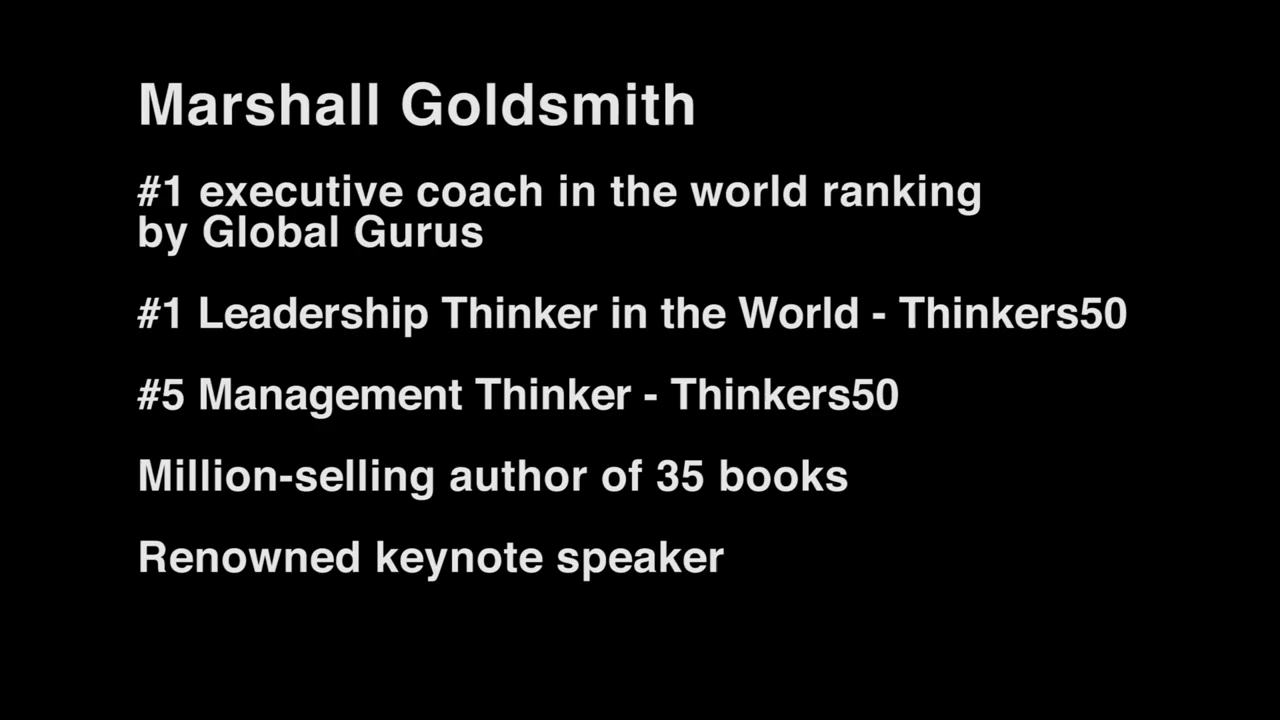 Marshall Goldsmith
#1 executive coach in the world ranking
by Global Gurus
#1 Leadership Thinker in the World - Thinkers50
#5 Management Thinker - Thinkers50
Million-selling author of 35 books
Renowned keynote speaker